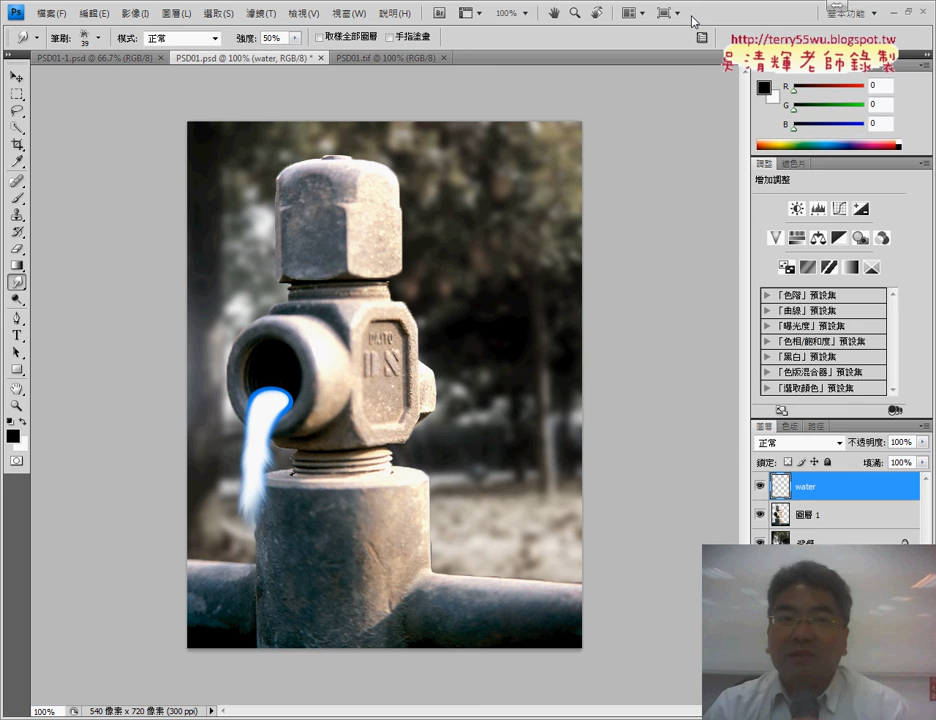 Ps 檔案(F) 編輯(E) 影像(I) 圖層(L) 選取(S) 濾鏡(T) 檢視(V) 視窗(W) 說明(H) Br 100% 基本功能
筆刷: 39 模式: 正常 強度: 50% 取樣全部圖層 手指塗畫
http://terry55wu.blogspot.tw
吳清輝老師錄製
PSD01-1.psd @ 66.7% (RGB/8) PSD01.psd @ 100% (water, RGB/8) * PSD01.tif @ 100% (RGB/8)
R 0
G 0
B 0
調整 遮色片
增加調整
「色階」預設集
「曲線」預設集
「曝光度」預設集
「色相/飽和度」預設集
「黑白」預設集
「色版混合器」預設集
「選取顏色」預設集
圖層 色版 路徑
正常 不透明度: 100%
鎖定: 填滿: 100%
water
圖層 1
100% 540 像素 x 720 像素 (300 ppi)